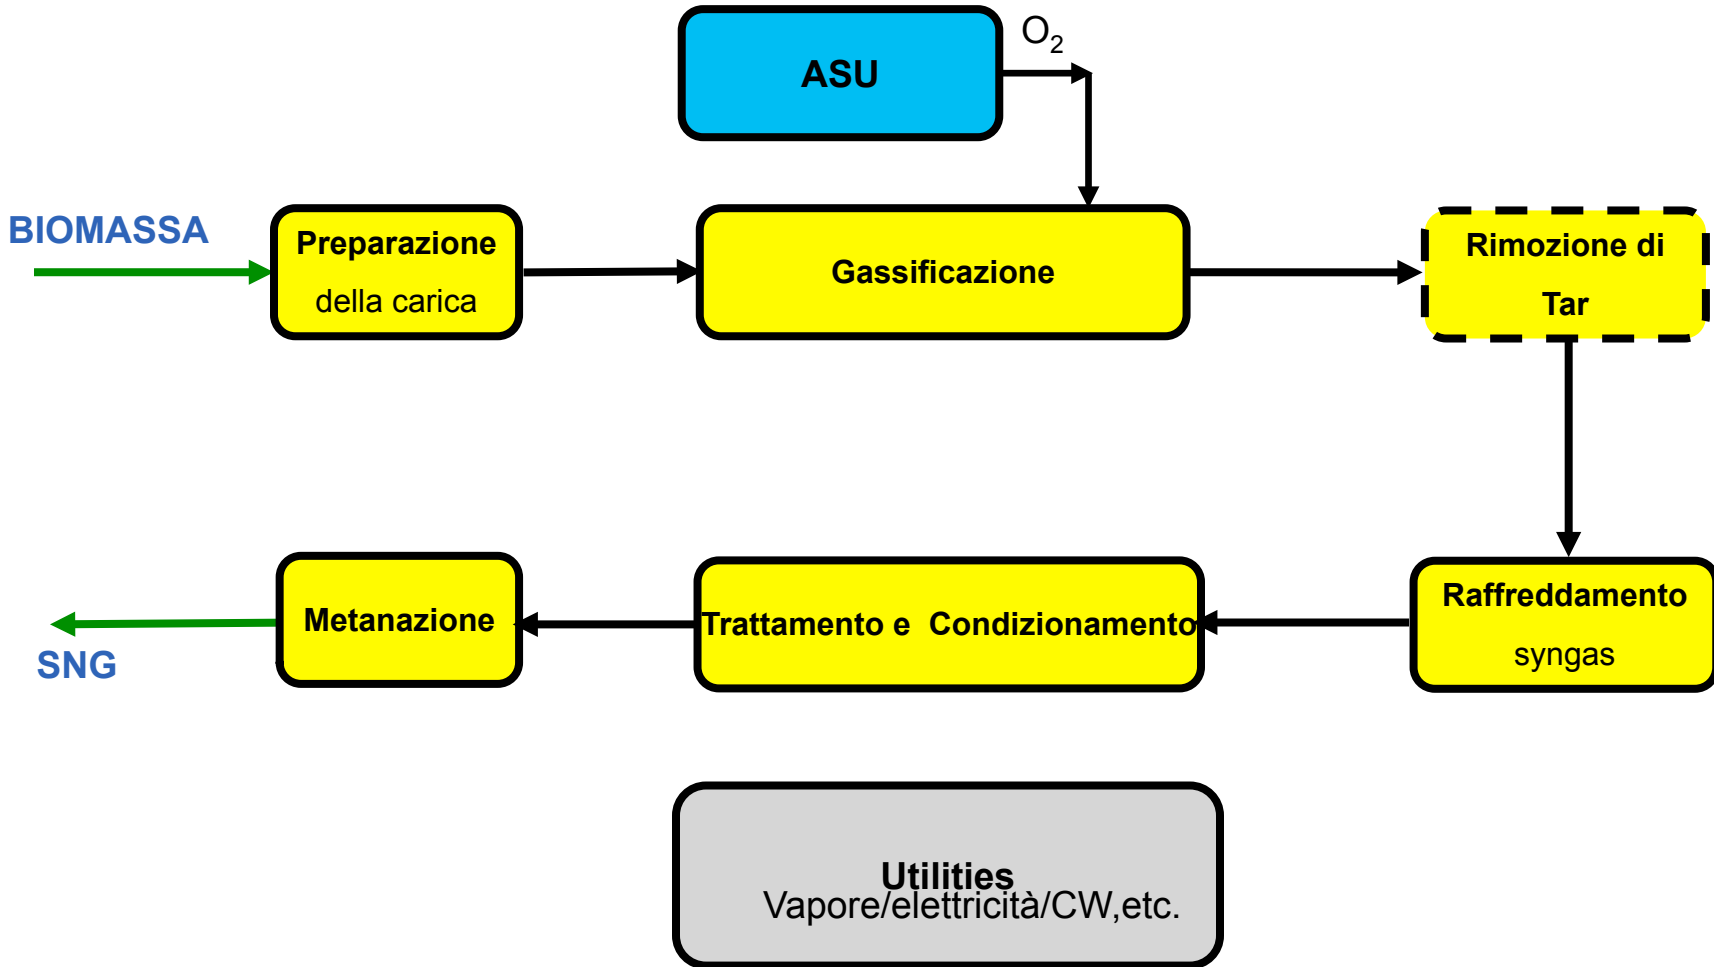 ASU
O₂
BIOMASSA
Preparazione
della carica
Gassificazione
Rimozione di
Tar
Metanazione
Trattamento e  Condizionamento
Raffreddamento
syngas
SNG
Utilities
Vapore/elettricità/CW,etc.